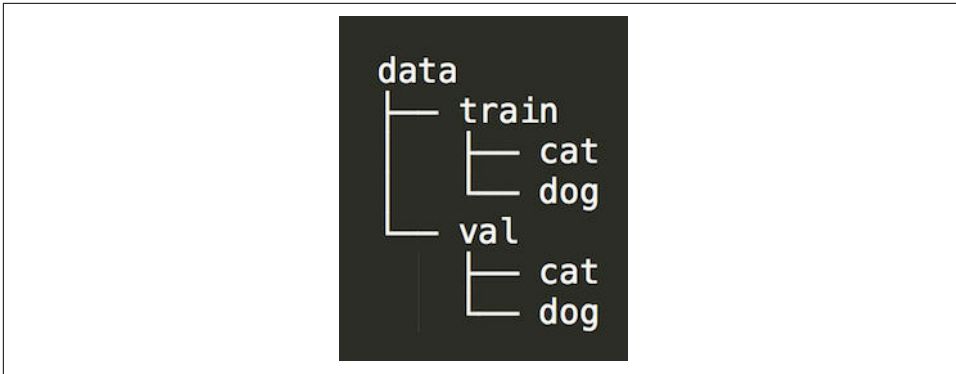 data
├── train
│   ├── cat
│   └── dog
└── val
    ├── cat
    └── dog